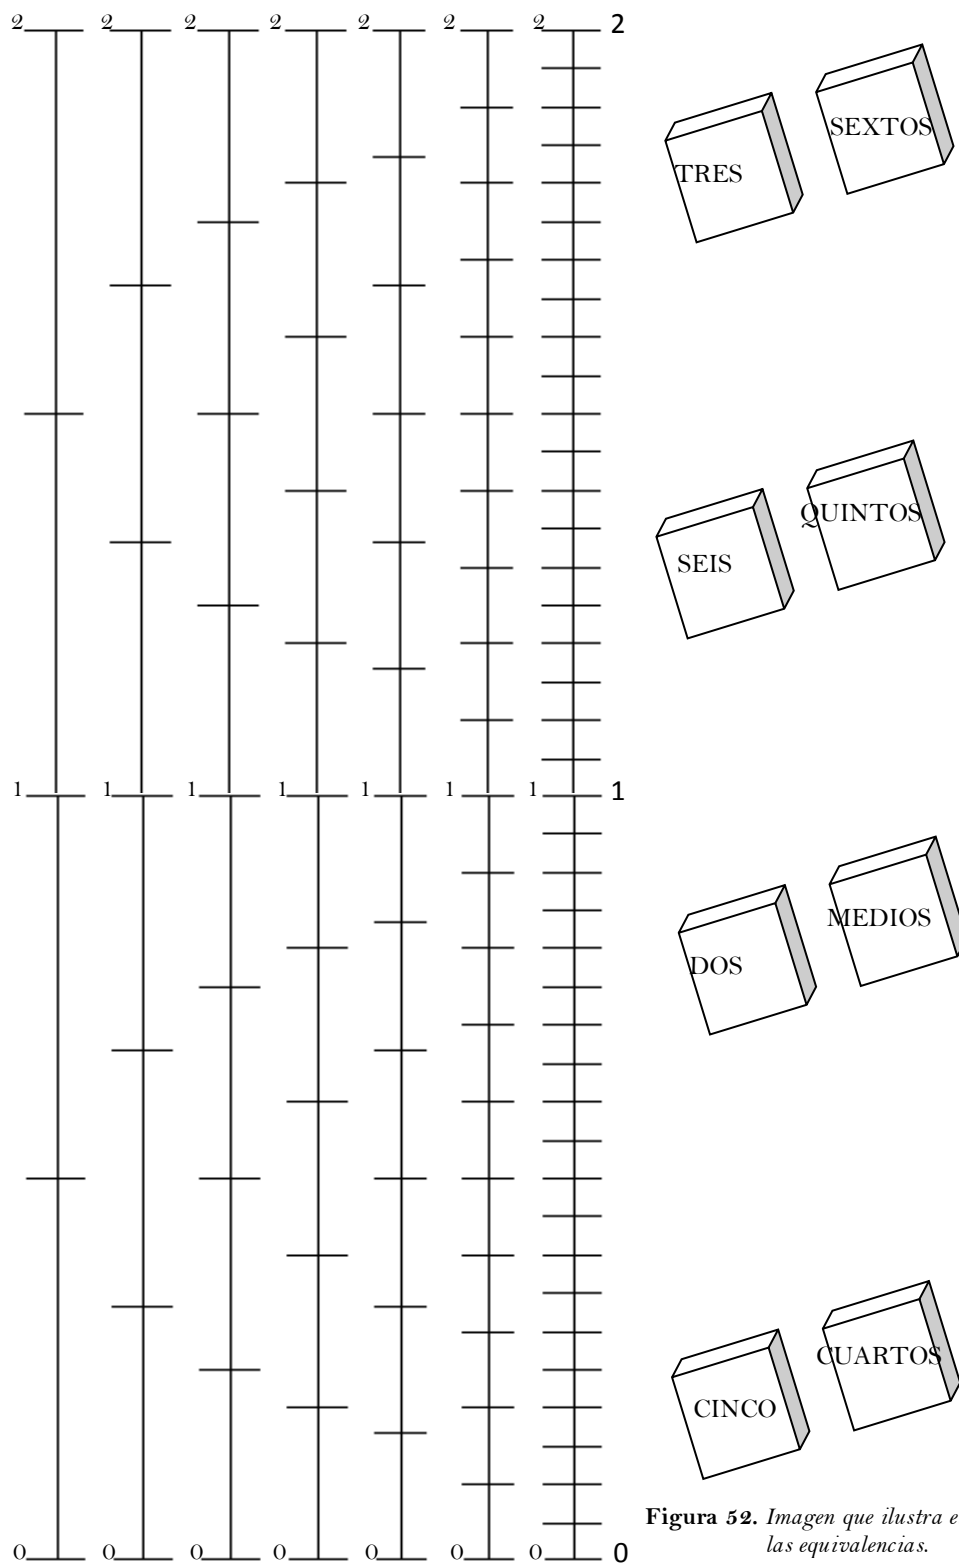 2 2 2 2 2 2 2 2
SEXTOS
TRES
QUINTOS
SEIS
1 1 1 1 1 1 1 1
MEDIOS
DOS
CUARTOS
CINCO
Figura 52. Imagen que ilustra
las equivalencias.
0 0 0 0 0 0 0 0